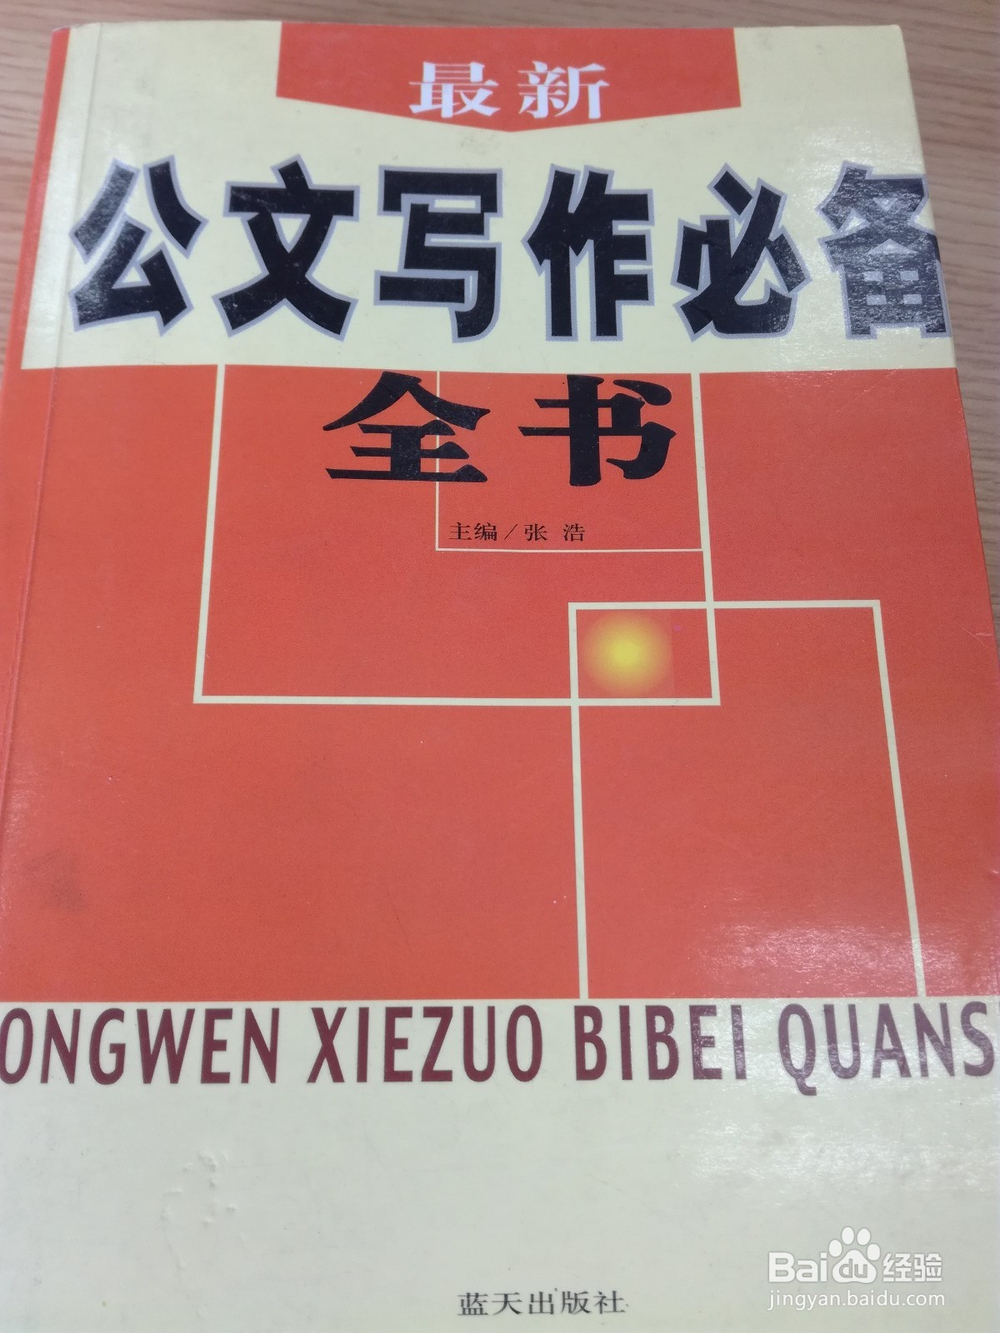 最新
公文写作必备
全书
主编／张 浩
ONGWEN XIEZUO BIBEI QUANS
蓝天出版社
Baidu经验
jingyan.baidu.com